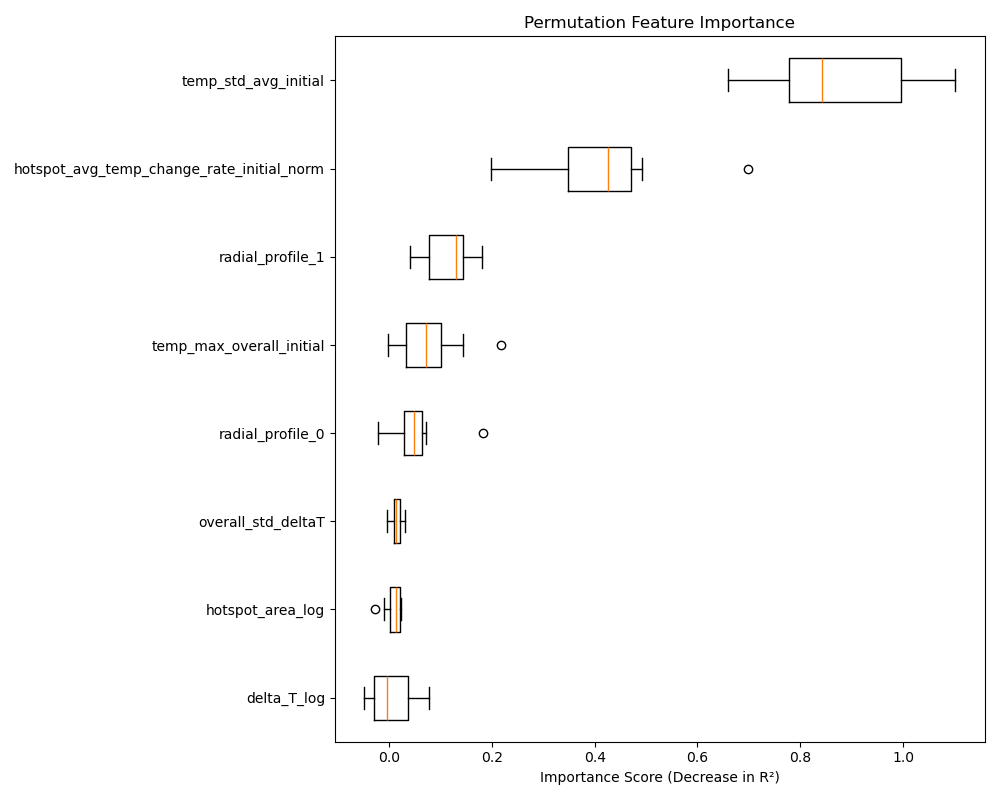 Permutation Feature Importance
temp_std_avg_initial
hotspot_avg_temp_change_rate_initial_norm
radial_profile_1
temp_max_overall_initial
radial_profile_0
overall_std_deltaT
hotspot_area_log
delta_T_log
0.0 0.2 0.4 0.6 0.8 1.0
Importance Score (Decrease in R²)